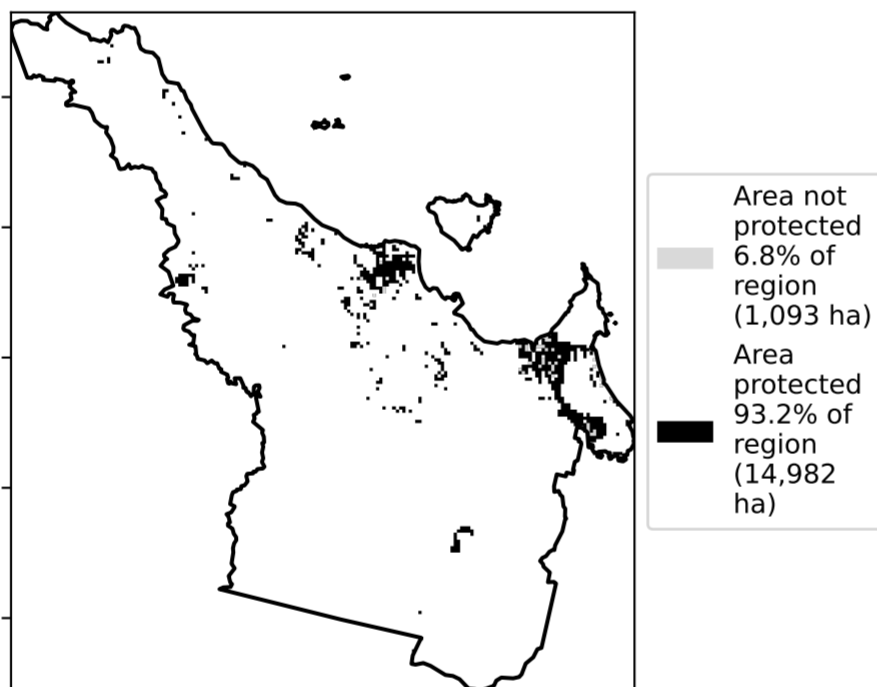 Area not
protected
6.8% of
region
(1,093 ha)
Area
protected
93.2% of
region
(14,982
ha)